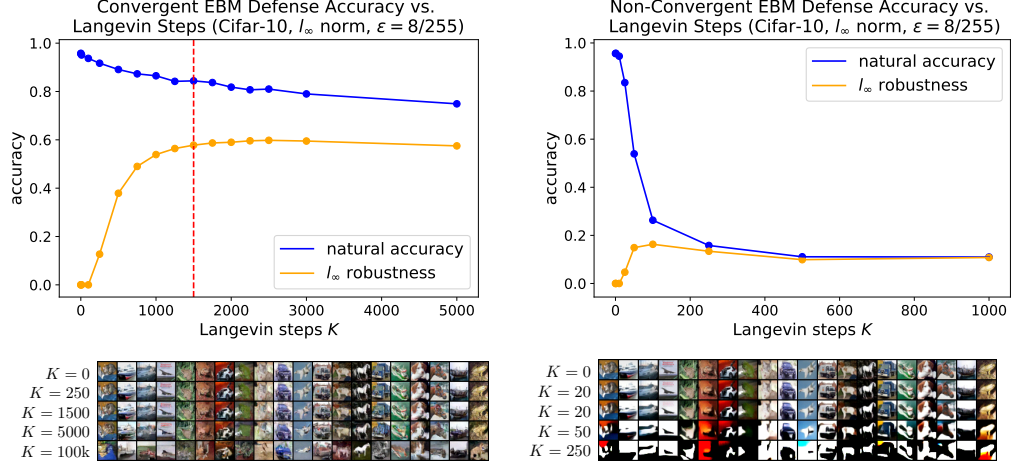 Convergent EBM Defense Accuracy vs.
Langevin Steps (Cifar-10, l∞ norm, ε = 8/255)
1.0
0.8
0.6
0.4
0.2
0.0
accuracy
natural accuracy
l∞ robustness
0
1000
2000
3000
4000
5000
Langevin steps K
K = 0
K = 250
K = 1500
K = 5000
K = 100k
Non-Convergent EBM Defense Accuracy vs.
Langevin Steps (Cifar-10, l∞ norm, ε = 8/255)
1.0
0.8
0.6
0.4
0.2
0.0
accuracy
natural accuracy
l∞ robustness
0
200
400
600
800
1000
Langevin steps K
K = 0
K = 20
K = 20
K = 50
K = 250